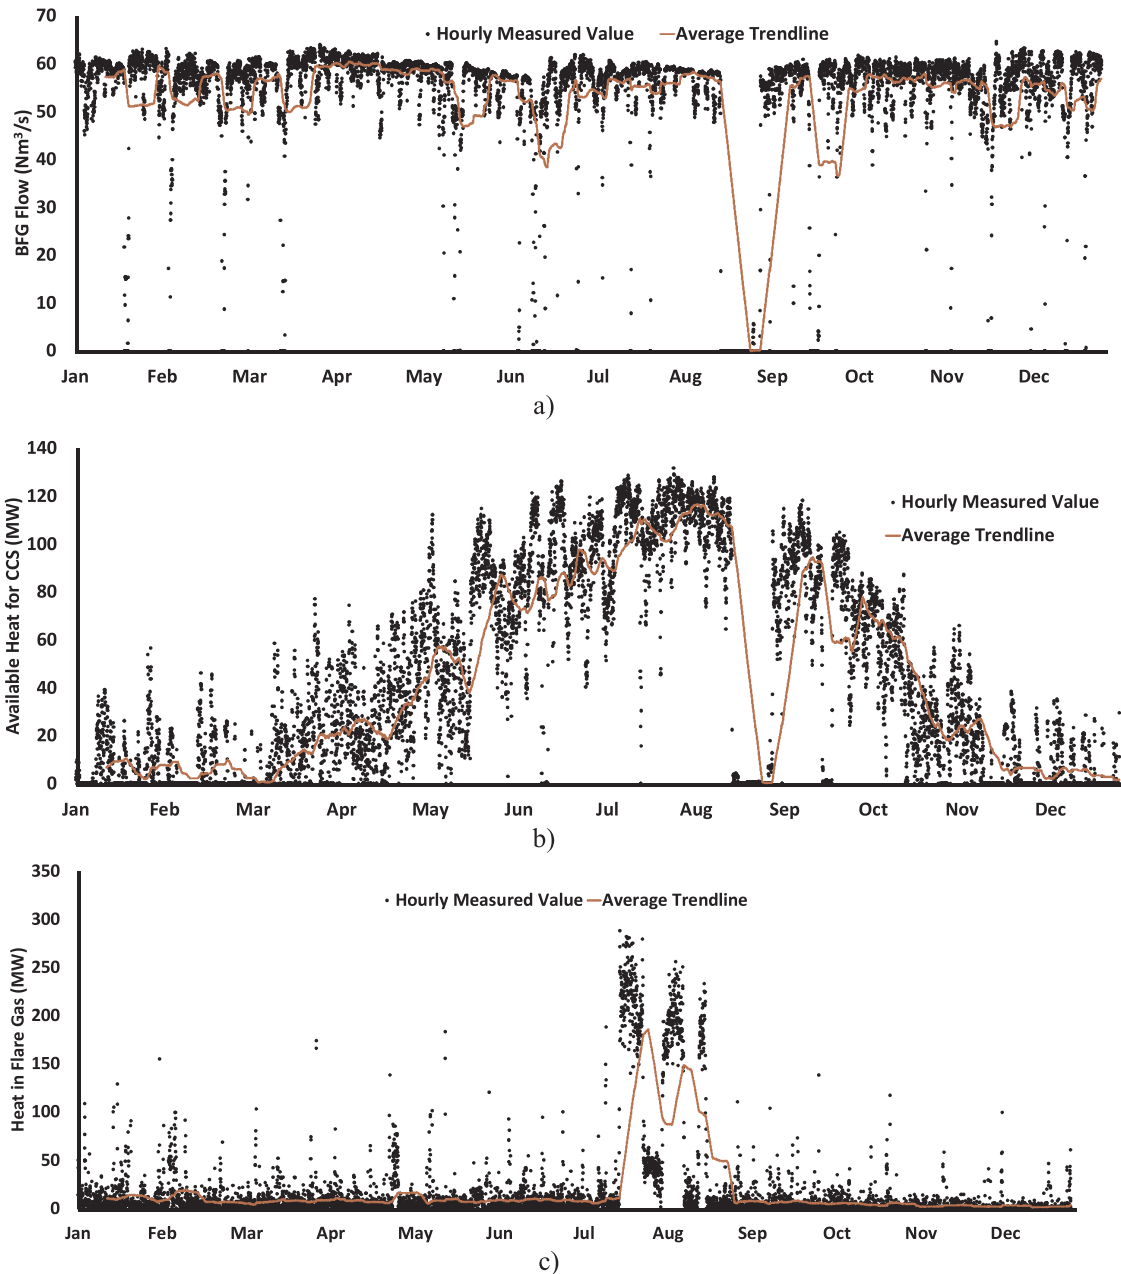 70
60
50
40
30
20
10
0
BFG Flow (Nm³/s)
Hourly Measured Value Average Trendline
Jan Feb Mar Apr May Jun Jul Aug Sep Oct Nov Dec
a)
140
120
100
80
60
40
20
0
Available Heat for CCS (MW)
Hourly Measured Value
Average Trendline
Jan Feb Mar Apr May Jun Jul Aug Sep Oct Nov Dec
b)
350
300
250
200
150
100
50
0
Heat in Flare Gas (MW)
Hourly Measured Value Average Trendline
Jan Feb Mar Apr May Jun Jul Aug Sep Oct Nov Dec
c)